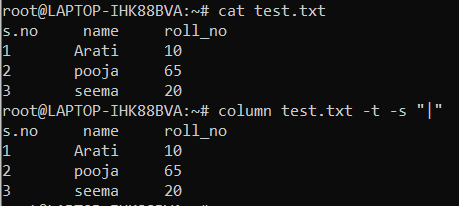 root@LAPTOP-IHK88BVA:~# cat test.txt
s.no     name     roll_no
1        Arati    10
2        pooja    65
3        seema    20
root@LAPTOP-IHK88BVA:~# column test.txt -t -s "|"
s.no     name     roll_no
1        Arati    10
2        pooja    65
3        seema    20